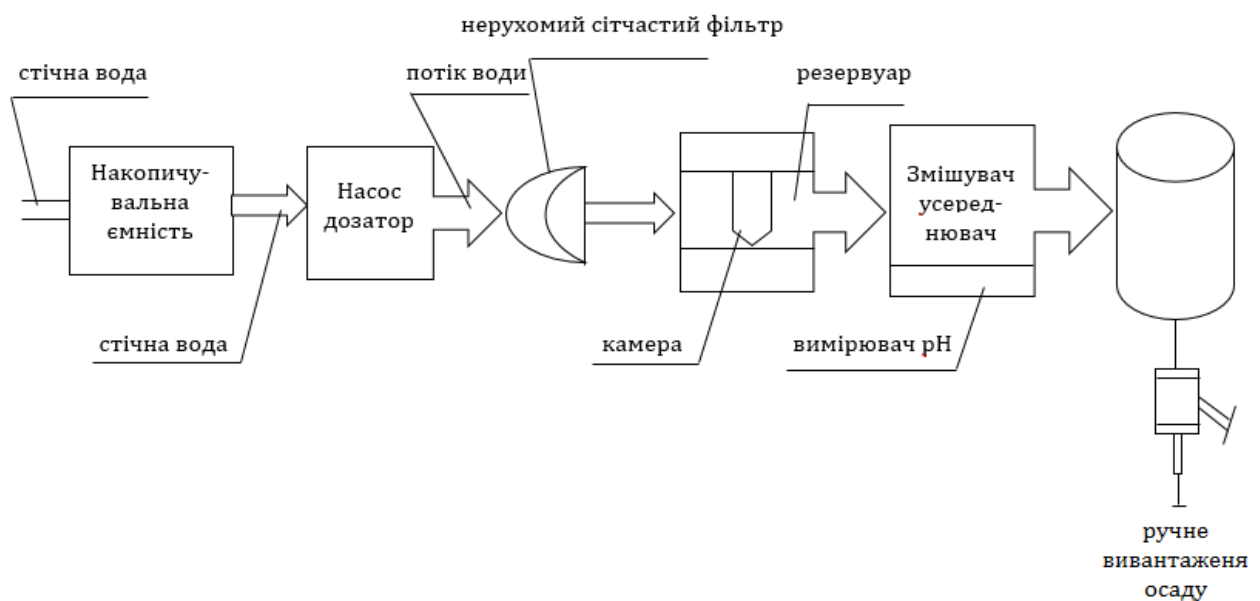 нерухомий сітчастий фільтр
стічна вода
потік води
резервуар
Накопичу-
вальна
ємність
Насос
дозатор
Змішувач
усеред-
нювач
стічна вода
камера
вимірювач рН
ручне
вивантаженя
осаду